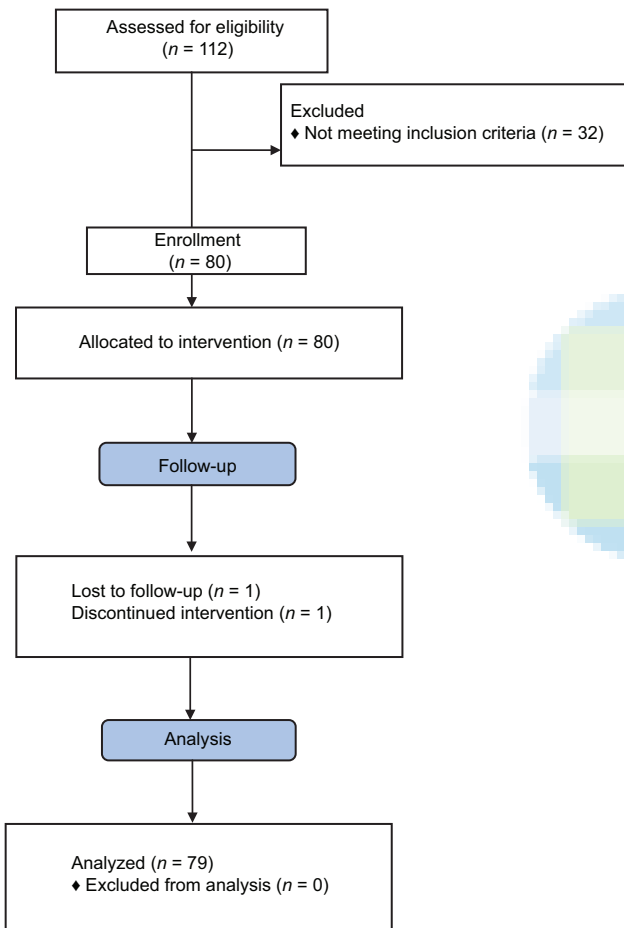 Assessed for eligibility
(n = 112)
Excluded
♦ Not meeting inclusion criteria (n = 32)
Enrollment
(n = 80)
Allocated to intervention (n = 80)
Follow-up
Lost to follow-up (n = 1)
Discontinued intervention (n = 1)
Analysis
Analyzed (n = 79)
♦ Excluded from analysis (n = 0)